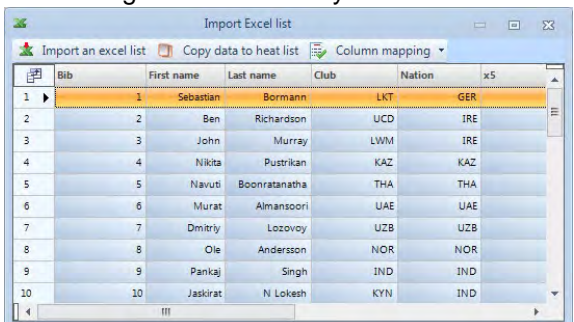 Import Excel list
Import an excel list Copy data to heat list Column mapping
Bib First name Last name Club Nation x5
1 1 Sebastian Bormann LKT GER
2 2 Ben Richardson UCD IRE
3 3 John Murray LWM IRE
4 4 Nikita Pustrikan KAZ KAZ
5 5 Navuti Boonratanatha THA THA
6 6 Murat Almansoori UAE UAE
7 7 Dmitriy Lozovoy UZB UZB
8 8 Ole Andersson NOR NOR
9 9 Pankaj Singh IND IND
10 10 Jaskirat N Lokesh KYN IND